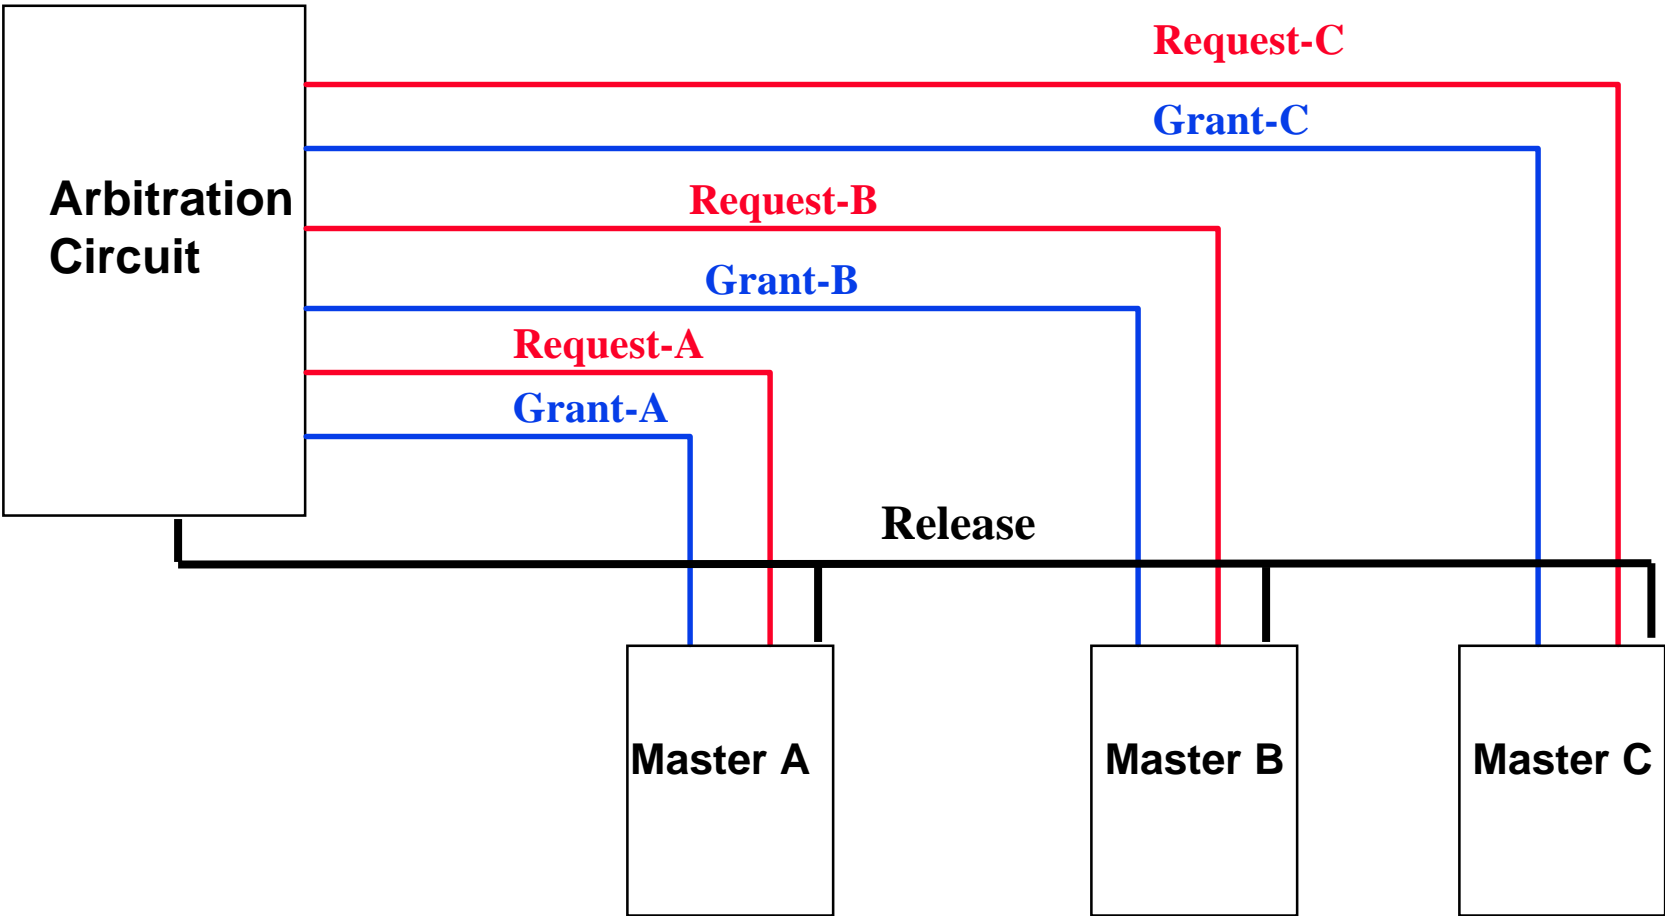 Request-C
Grant-C
Arbitration
Circuit
Request-B
Grant-B
Request-A
Grant-A
Release
Master A
Master B
Master C